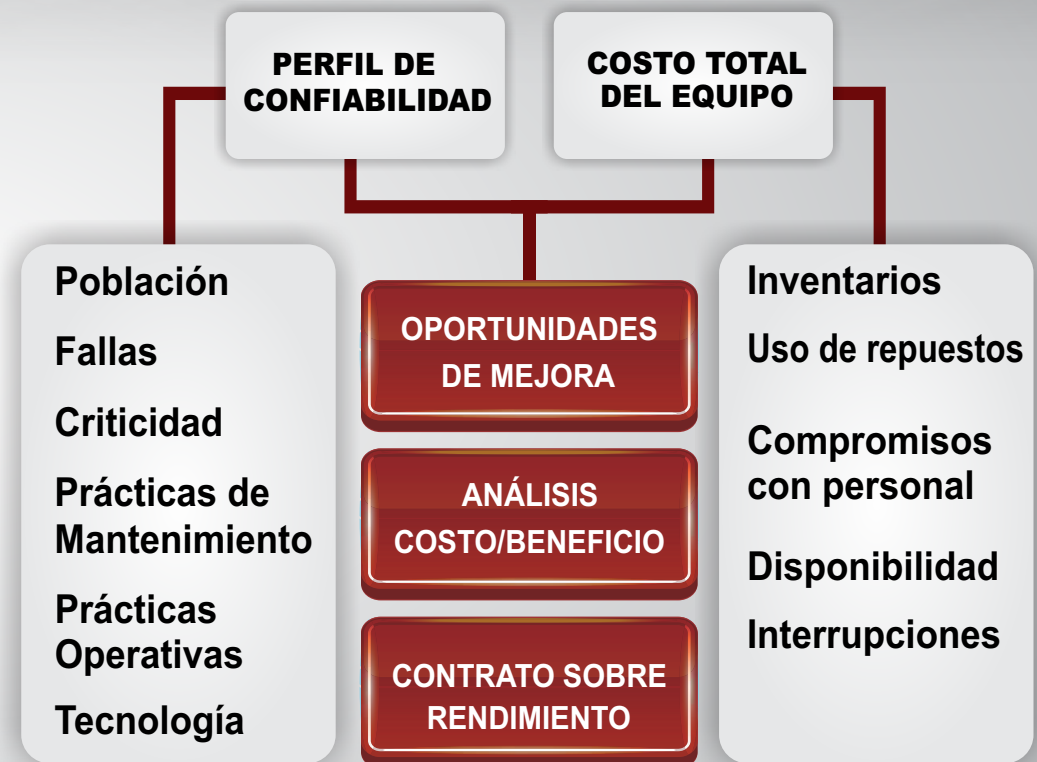 PERFIL DE
CONFIABILIDAD
COSTO TOTAL
DEL EQUIPO
Población
Fallas
Criticidad
Prácticas de
Mantenimiento
Prácticas
Operativas
Tecnología
OPORTUNIDADES
DE MEJORA
ANÁLISIS
COSTO/BENEFICIO
CONTRATO SOBRE
RENDIMIENTO
Inventarios
Uso de repuestos
Compromisos
con personal
Disponibilidad
Interrupciones